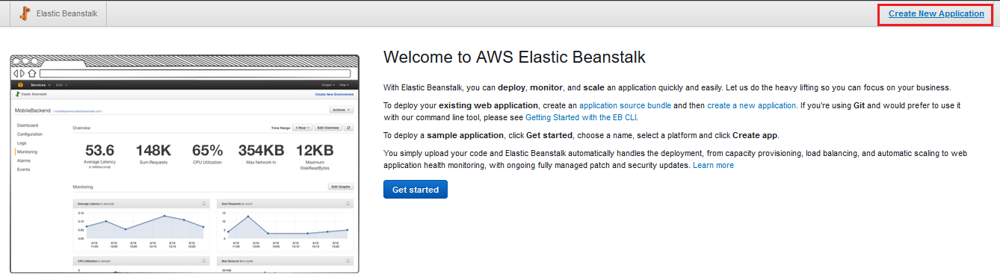 Elastic Beanstalk
Create New Application
Welcome to AWS Elastic Beanstalk
With Elastic Beanstalk, you can deploy, monitor, and scale an application quickly and easily. Let us do the heavy lifting so you can focus on your business.
To deploy your existing web application, create an application source bundle and then create a new application. If you're using Git and would prefer to use it
with our command line tool, please see Getting Started with the EB CLI.
To deploy a sample application, click Get started, choose a name, select a platform and click Create app.
You simply upload your code and Elastic Beanstalk automatically handles the deployment, from capacity provisioning, load balancing, and automatic scaling to web
application health monitoring, with ongoing fully managed patch and security updates. Learn more
Get started
Services Edit Oregon Help
Elastic Beanstalk Create New Environment
MobileBackend ( mobilebackend.elasticbeanstalk.com ) Actions
Dashboard
Configuration
Logs
Monitoring
Alarms
Events
Overview Time Range 1 Hour Edit Overview
53.6 148K 65% 354KB 12KB
Average Latency Sum Requests CPU Utilization Max Network In Maximum
in Milliseconds DiskReadBytes
Monitoring Edit Graphs
Average Latency in seconds Sum Requests by count
CPU Utilization in percent Max Network In in bytes